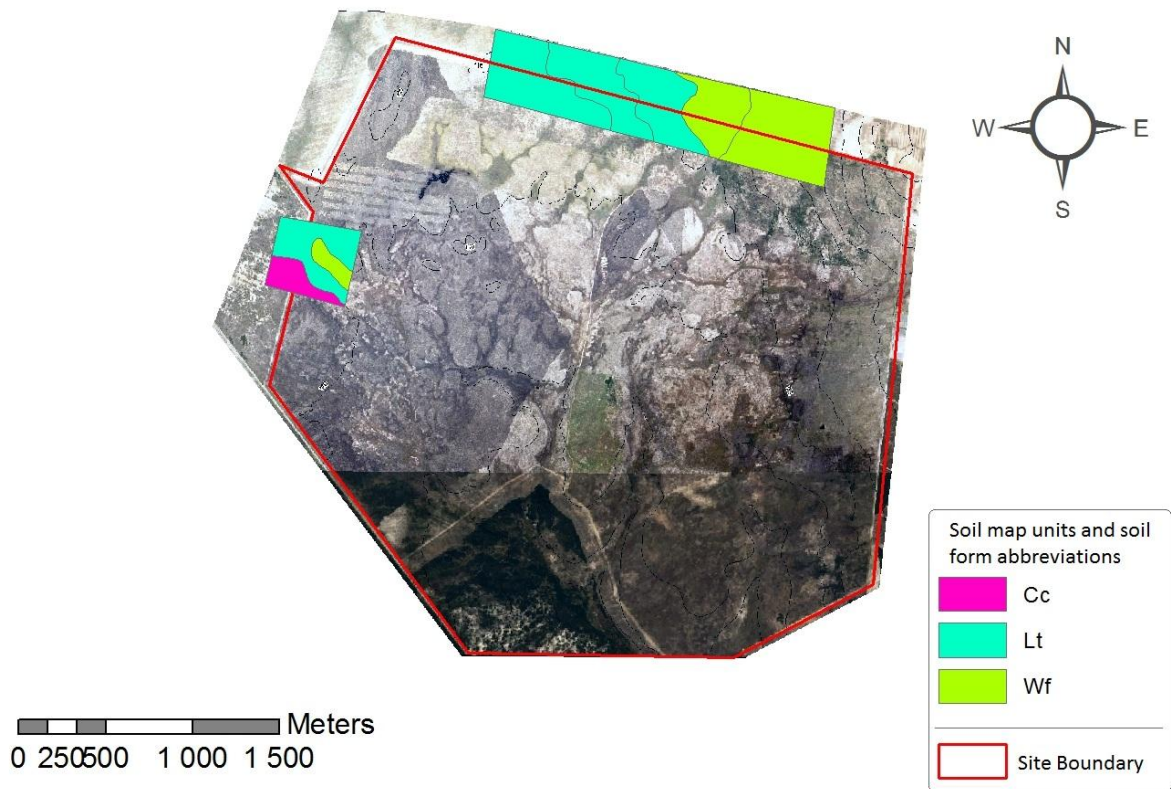 N
W
E
S
Soil map units and soil
form abbreviations
Cc
Lt
Wf
Site Boundary
Meters
0 250500 1 000 1 500